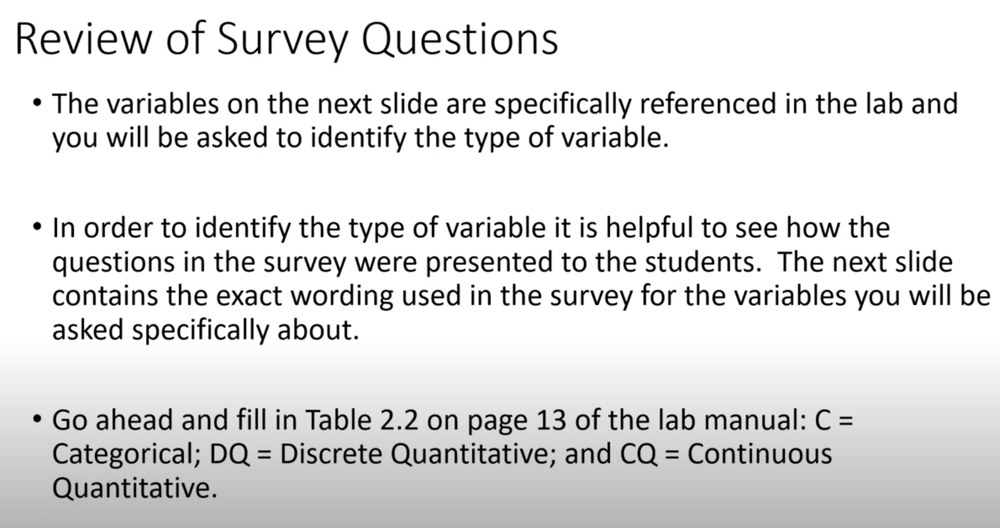 Review of Survey Questions
• The variables on the next slide are specifically referenced in the lab and
you will be asked to identify the type of variable.
• In order to identify the type of variable it is helpful to see how the
questions in the survey were presented to the students.  The next slide
contains the exact wording used in the survey for the variables you will be
asked specifically about.
• Go ahead and fill in Table 2.2 on page 13 of the lab manual: C =
Categorical; DQ = Discrete Quantitative; and CQ = Continuous
Quantitative.